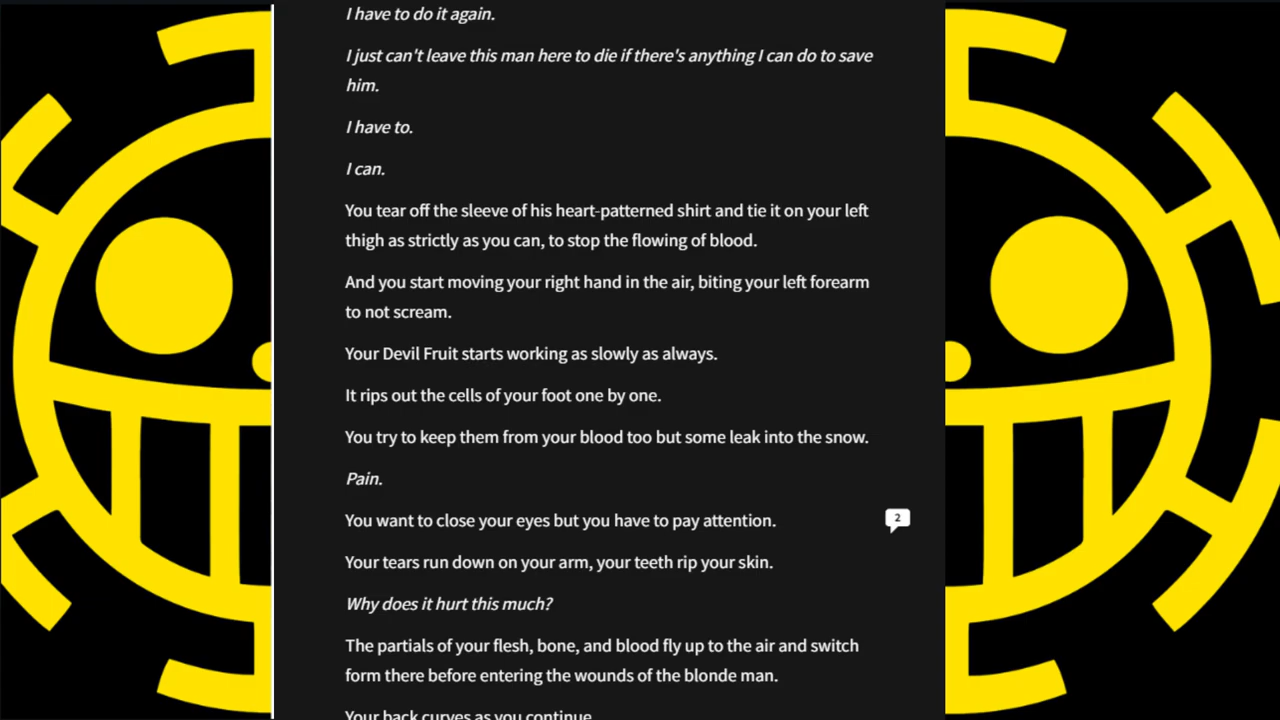 I have to do it again.
I just can't leave this man here to die if there's anything I can do to save
him.
I have to.
I can.
You tear off the sleeve of his heart-patterned shirt and tie it on your left
thigh as strictly as you can, to stop the flowing of blood.
And you start moving your right hand in the air, biting your left forearm
to not scream.
Your Devil Fruit starts working as slowly as always.
It rips out the cells of your foot one by one.
You try to keep them from your blood too but some leak into the snow.
Pain.
You want to close your eyes but you have to pay attention.
2
Your tears run down on your arm, your teeth rip your skin.
Why does it hurt this much?
The partials of your flesh, bone, and blood fly up to the air and switch
form there before entering the wounds of the blonde man.
Your back curves as you continue.